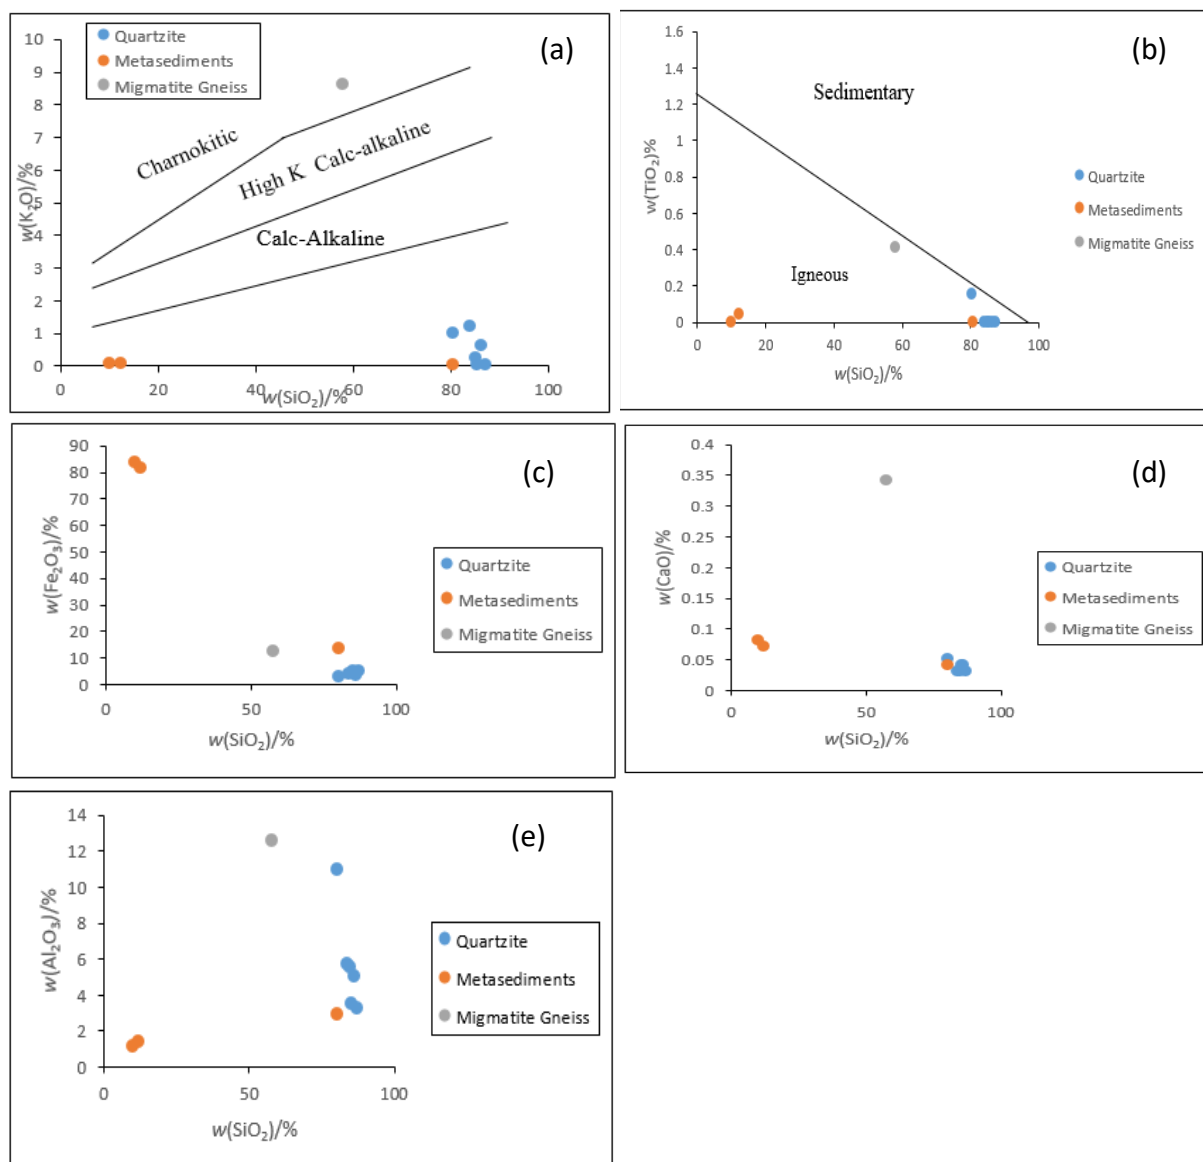 (a)
Quartzite
Metasediments
Migmatite Gneiss
10
9
8
7
6
5
4
3
2
1
0
w(K₂O)/%
Charnokitic
High K Calc-alkaline
Calc-Alkaline
0 20 40 60 80 100
w(SiO₂)/%
(b)
1.6
1.4
1.2
1
0.8
0.6
0.4
0.2
0
w(TiO₂)%
Sedimentary
Igneous
Quartzite
Metasediments
Migmatite Gneiss
0 20 40 60 80 100
w(SiO₂)/%
(c)
90
80
70
60
50
40
30
20
10
0
w(Fe₂O₃)/%
Quartzite
Metasediments
Migmatite Gneiss
0 50 100
w(SiO₂)/%
(d)
0.4
0.35
0.3
0.25
0.2
0.15
0.1
0.05
0
w(CaO)/%
Quartzite
Metasediments
Migmatite Gneiss
0 50 100
w(SiO₂)/%
(e)
14
12
10
8
6
4
2
0
w(Al₂O₃)/%
Quartzite
Metasediments
Migmatite Gneiss
0 50 100
w(SiO₂)/%